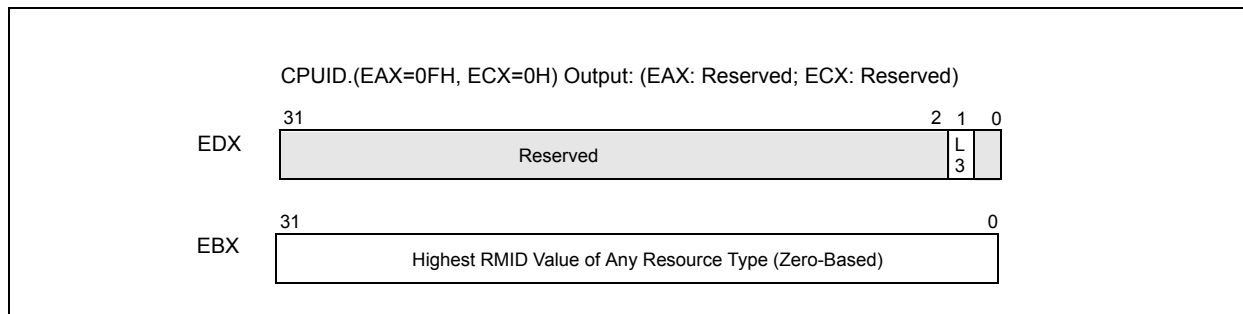 CPUID.(EAX=0FH, ECX=0H) Output: (EAX: Reserved; ECX: Reserved)
31 2 1 0
EDX Reserved L3
31 0
EBX Highest RMID Value of Any Resource Type (Zero-Based)